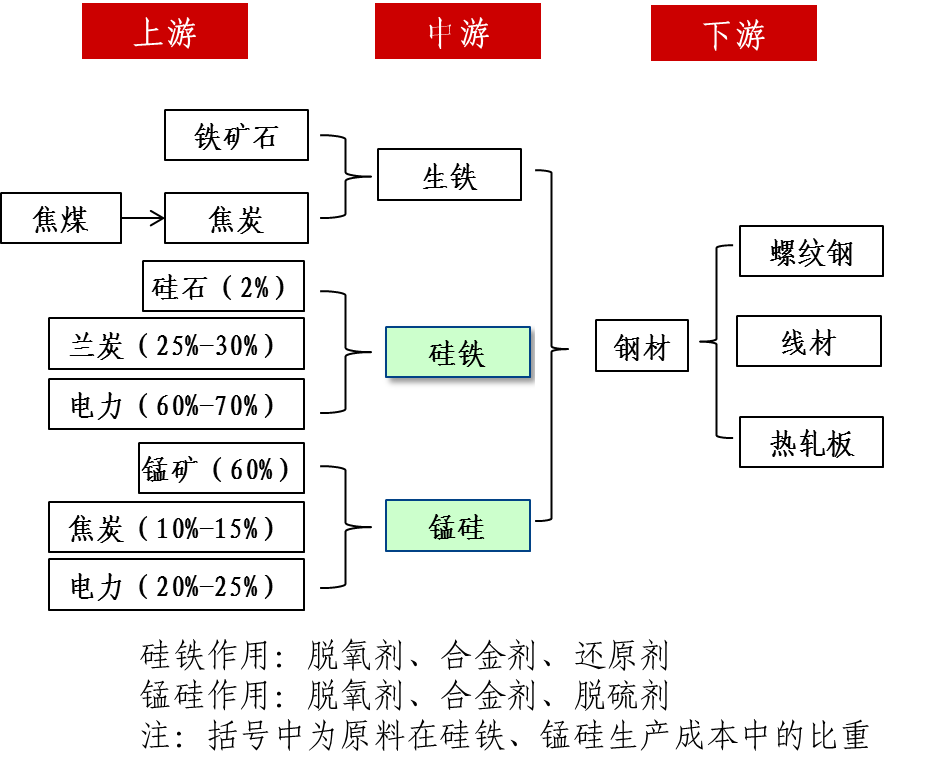 上游
中游
下游
铁矿石
生铁
焦煤
焦炭
螺纹钢
硅石（2%）
兰炭（25%-30%）
硅铁
钢材
线材
电力（60%-70%）
锰矿（60%）
热轧板
焦炭（10%-15%）
锰硅
电力（20%-25%）
硅铁作用：脱氧剂、合金剂、还原剂
锰硅作用：脱氧剂、合金剂、脱硫剂
注：括号中为原料在硅铁、锰硅生产成本中的比重